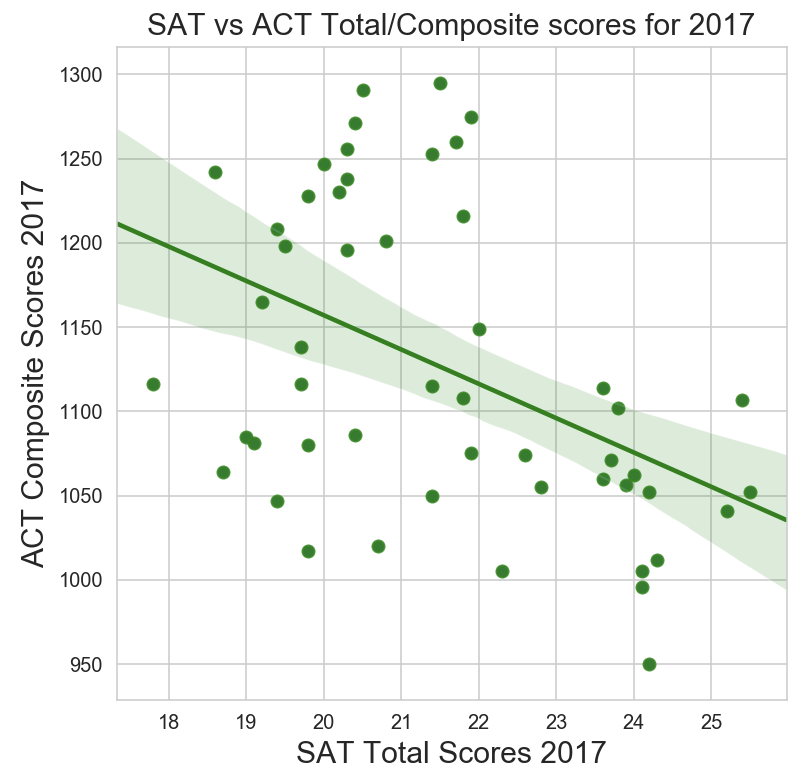 SAT vs ACT Total/Composite scores for 2017
ACT Composite Scores 2017
1300
1250
1200
1150
1100
1050
1000
950
18 19 20 21 22 23 24 25
SAT Total Scores 2017